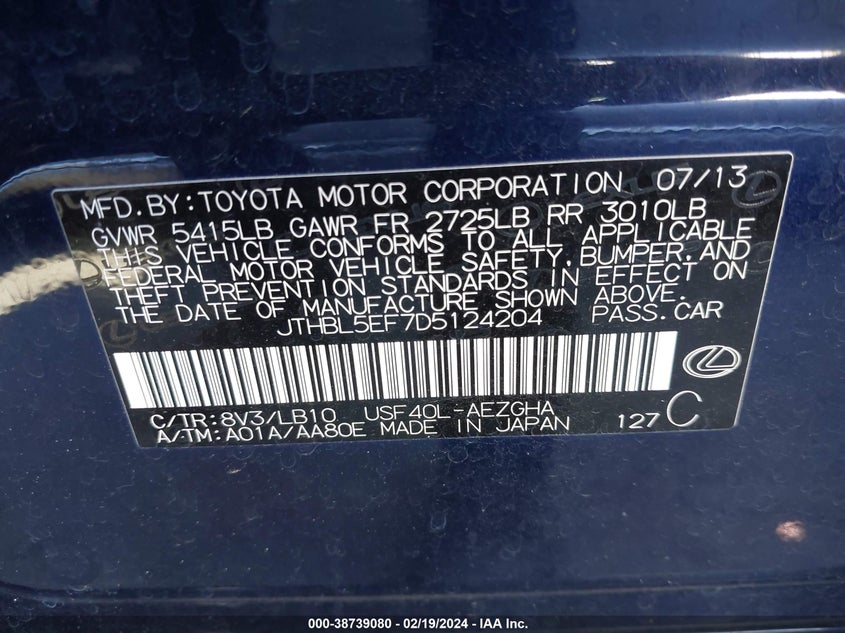 MFD.BY:TOYOTA MOTOR CORPORATION 07/13
GVWR 5415LB GAWR FR 2725LB RR 3010LB
THIS VEHICLE CONFORMS TO ALL APPLICABLE
FEDERAL MOTOR VEHICLE SAFETY,BUMPER,AND
THEFT PREVENTION STANDARDS IN EFFECT ON
THE DATE OF MANUFACTURE SHOWN ABOVE.
JTHBL5EF7D5124204 PASS.CAR
C/TR:8V3/LB10 USF40L-AEZGHA
A/TM:A01A/AA80E MADE IN JAPAN 127 C
000-38739080 - 02/19/2024 - IAA Inc.